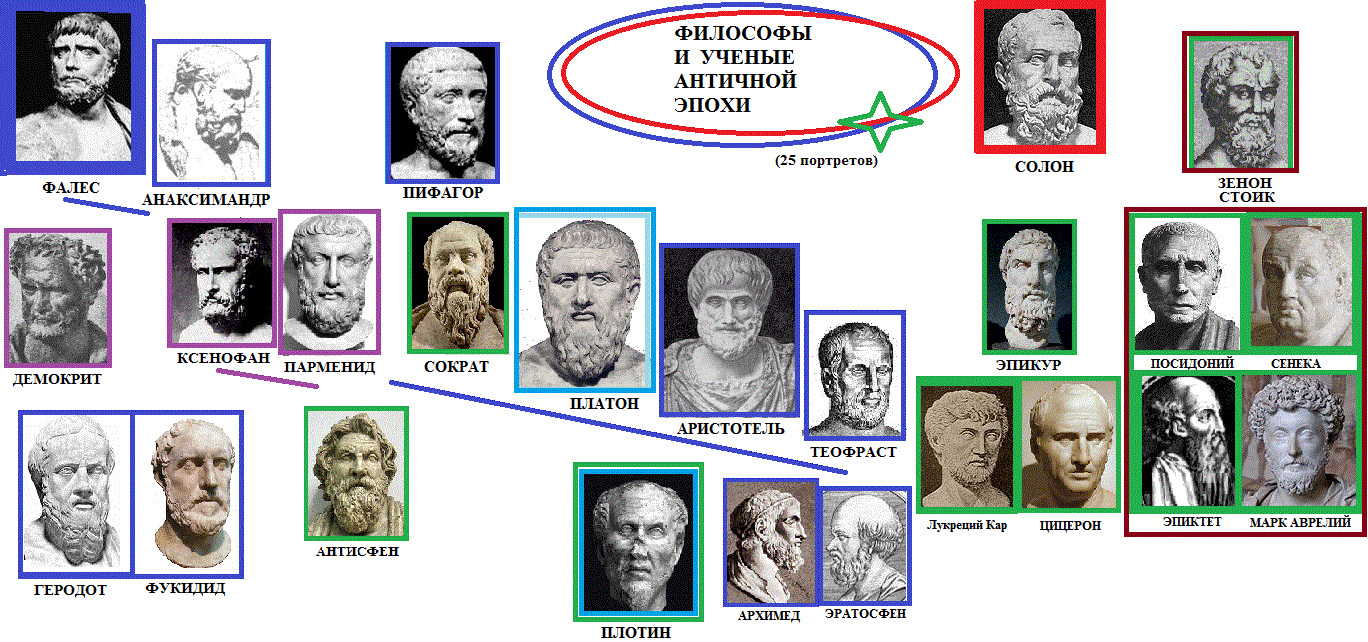 ФИЛОСОФЫ
И УЧЕНЫЕ
АНТИЧНОЙ
ЭПОХИ
(25 портретов)
ФАЛЕС
АНАКСИМАНДР
ПИФАГОР
СОЛОН
ЗЕНОН
СТОИК
ДЕМОКРИТ
КСЕНОФАН
ПАРМЕНИД
СОКРАТ
ПЛАТОН
АРИСТОТЕЛЬ
ТЕОФРАСТ
ЭПИКУР
ПОСИДОНИЙ
СЕНЕКА
Лукреций Кар
ЦИЦЕРОН
ЭПИКТЕТ
МАРК АВРЕЛИЙ
ГЕРОДОТ
ФУКИДИД
АНТИСФЕН
ПЛОТИН
АРХИМЕД
ЭРАТОСФЕН